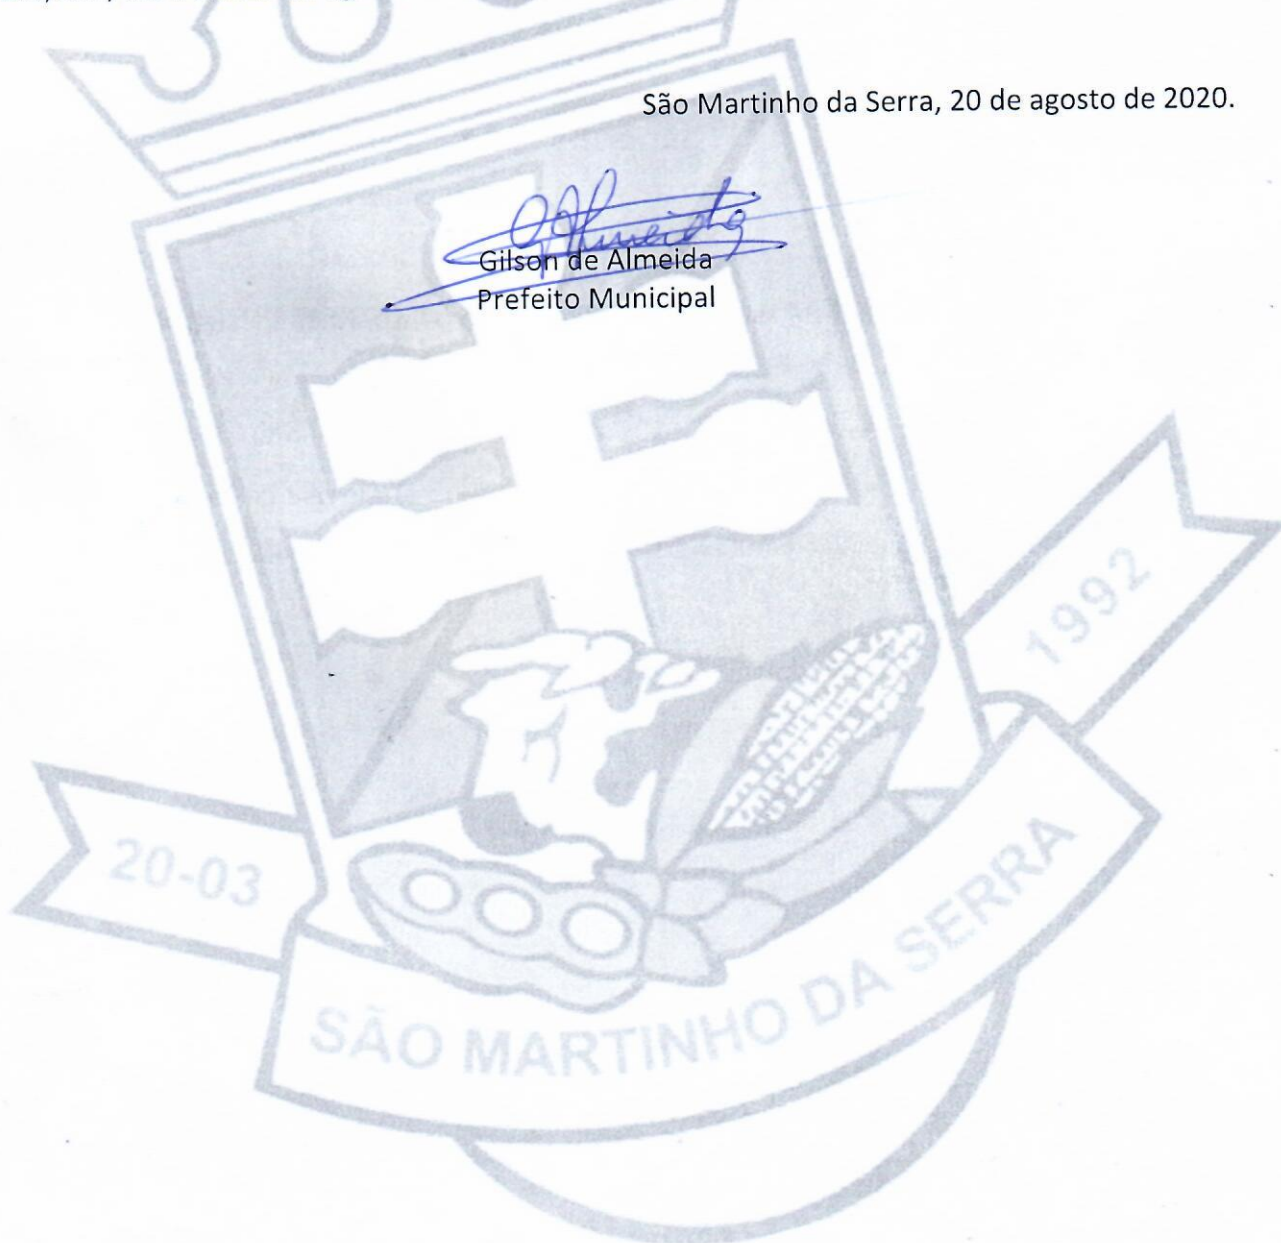 São Martinho da Serra, 20 de agosto de 2020.
Gilson de Almeida
Prefeito Municipal
1992
20-03
SÃO MARTINHO DA SERRA